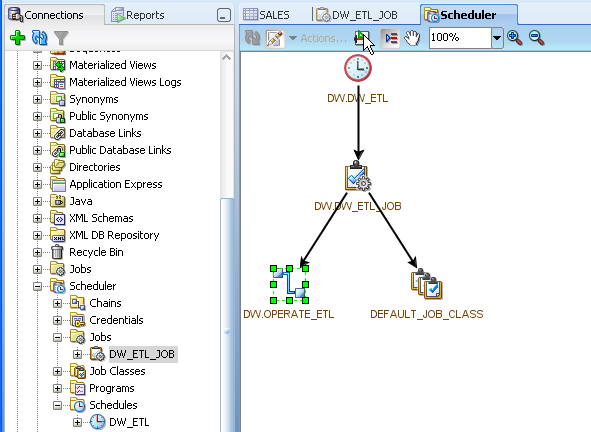 Connections
Reports
SALES
DW_ETL_JOB
Scheduler
Actions...
100%
Materialized Views
Materialized Views Logs
Synonyms
Public Synonyms
Database Links
Public Database Links
Directories
Application Express
Java
XML Schemas
XML DB Repository
Recycle Bin
Jobs
Scheduler
Chains
Credentials
Jobs
DW_ETL_JOB
Job Classes
Programs
Schedules
DW_ETL
DW.DW_ETL
DW.DW_ETL_JOB
DW.OPERATE_ETL
DEFAULT_JOB_CLASS